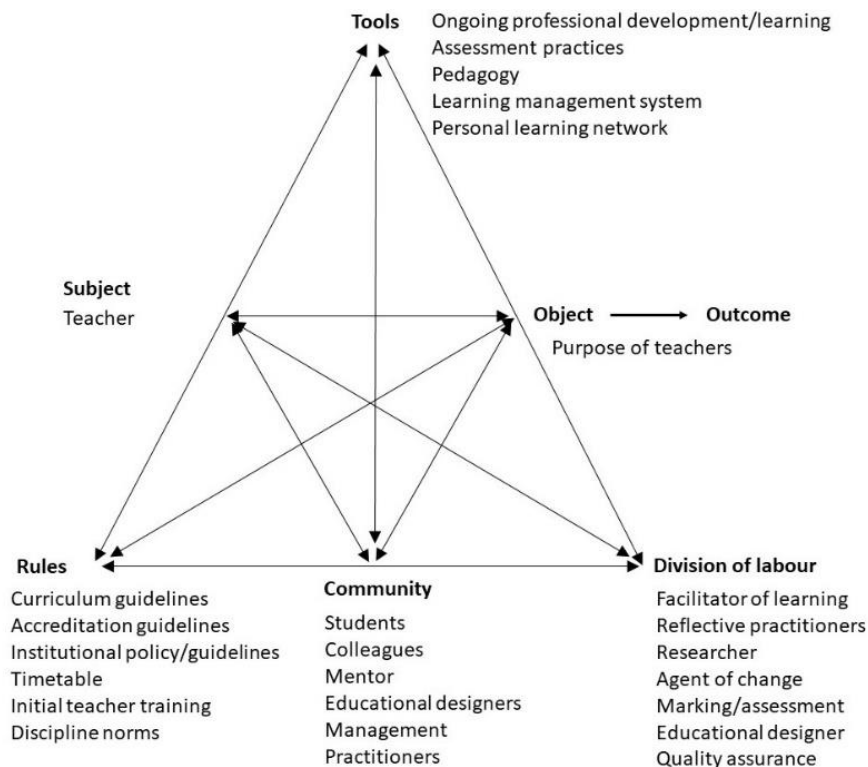 Tools
Ongoing professional development/learning
Assessment practices
Pedagogy
Learning management system
Personal learning network
Subject
Teacher
Object
Outcome
Purpose of teachers
Rules
Curriculum guidelines
Accreditation guidelines
Institutional policy/guidelines
Timetable
Initial teacher training
Discipline norms
Community
Students
Colleagues
Mentor
Educational designers
Management
Practitioners
Division of labour
Facilitator of learning
Reflective practitioners
Researcher
Agent of change
Marking/assessment
Educational designer
Quality assurance